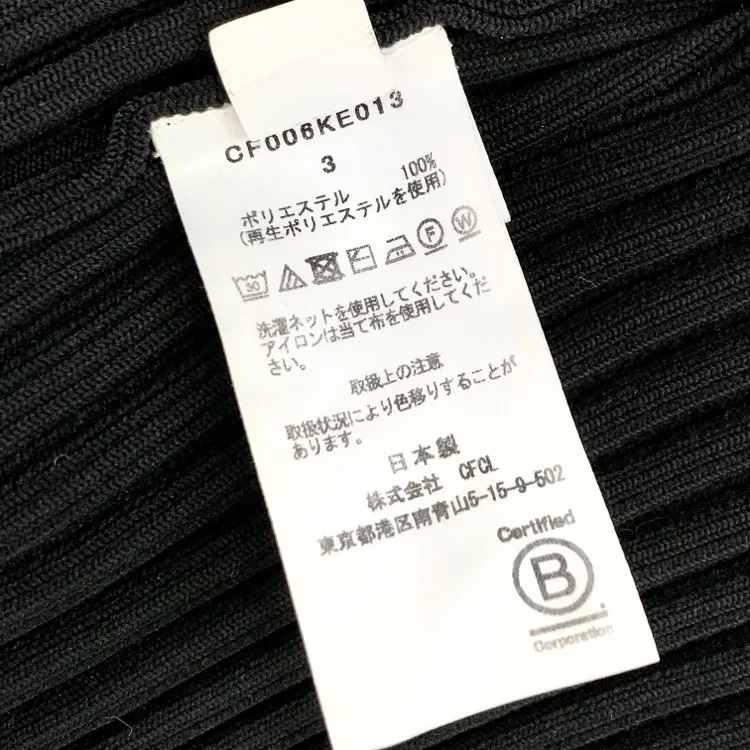 CF006KE013
3
ポリエステル 100%
(再生ポリエステルを使用)
30 F W
洗濯ネットを使用してください。
アイロンは当て布を使用してくだ
さい。
取扱上の注意
取扱状況により色移りすることが
あります。
日本製
株式会社 CFCL
東京都港区南青山5-15-9-502
Certified
B
Corporation